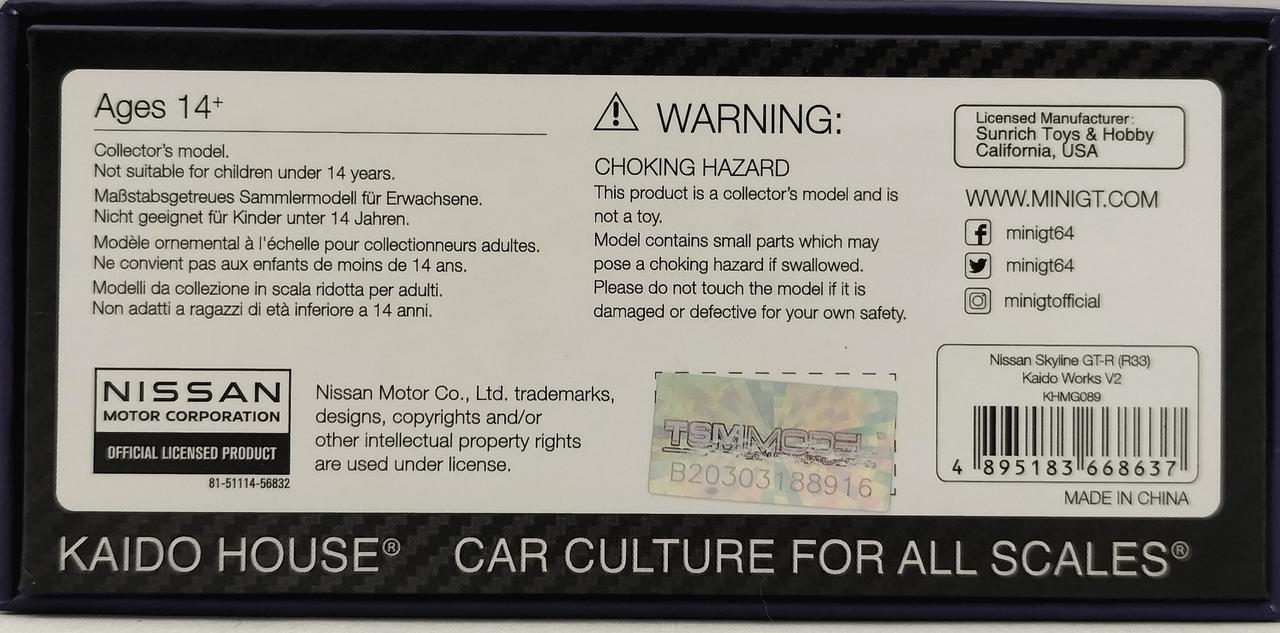 Ages 14+
Collector's model.
Not suitable for children under 14 years.
Maßstabsgetreues Sammlermodell für Erwachsene.
Nicht geeignet für Kinder unter 14 Jahren.
Modèle ornemental à l'échelle pour collectionneurs adultes.
Ne convient pas aux enfants de moins de 14 ans.
Modelli da collezione in scala ridotta per adulti.
Non adatti a ragazzi di età inferiore a 14 anni.
WARNING:
CHOKING HAZARD
This product is a collector's model and is
not a toy.
Model contains small parts which may
pose a choking hazard if swallowed.
Please do not touch the model if it is
damaged or defective for your own safety.
Licensed Manufacturer:
Sunrich Toys & Hobby
California, USA
WWW.MINIGT.COM
minigt64
minigt64
minigtofficial
NISSAN
MOTOR CORPORATION
OFFICIAL LICENSED PRODUCT
81-51114-56832
Nissan Motor Co., Ltd. trademarks,
designs, copyrights and/or
other intellectual property rights
are used under license.
TSMMODEL
B20303188916
Nissan Skyline GT-R (R33)
Kaido Works V2
KHMG089
4 895183 668637
MADE IN CHINA
KAIDO HOUSE® CAR CULTURE FOR ALL SCALES®